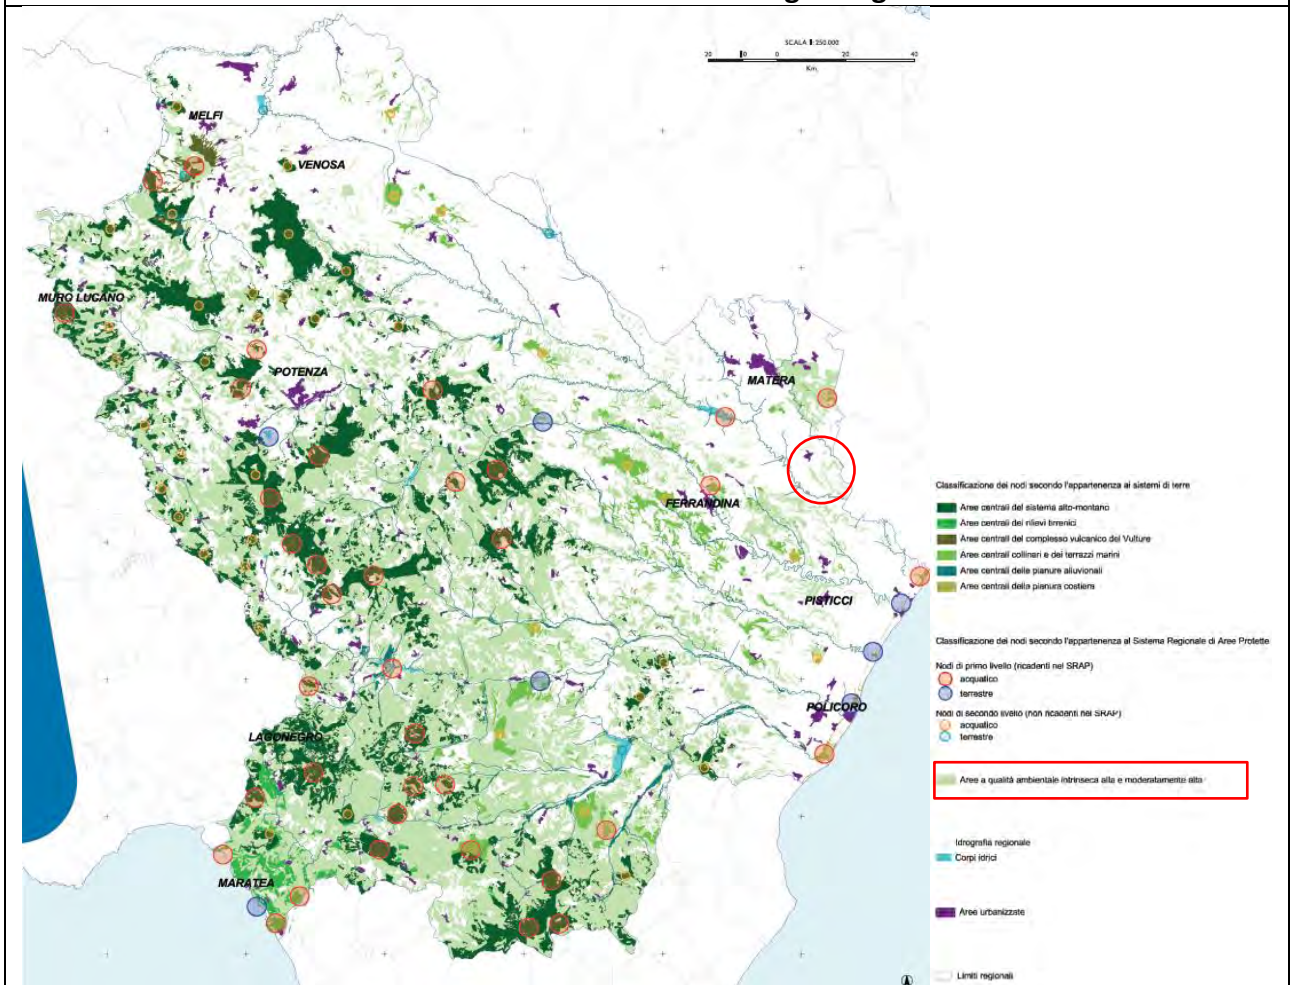 SCALA 1:250.000
20 10 0 20 40
Km.
MELFI
VENOSA
MURO LUCANO
POTENZA
MATERA
FERRANDINA
PISTICCI
POLICORO
LAGONEGRO
MARATEA
Classificazione dei nodi secondo l'appartenenza ai sistemi di terre
Aree centrali del sistema alto-montano
Aree centrali dei rilievi tirrenici
Aree centrali del complesso vulcanico del Vulture
Aree centrali collinari e dei terrazzi marini
Aree centrali delle pianure alluvionali
Aree centrali della pianura costiera
Classificazione dei nodi secondo l'appartenenza al Sistema Regionale di Aree Protette
Nodi di primo livello (ricadenti nel SRAP)
acquatico
terrestre
Nodi di secondo livello (non ricadenti nel SRAP)
acquatico
terrestre
Aree a qualità ambientale intrinseca alta e moderatamente alta
Idrografia regionale
Corpi idrici
Aree urbanizzate
Limiti regionali